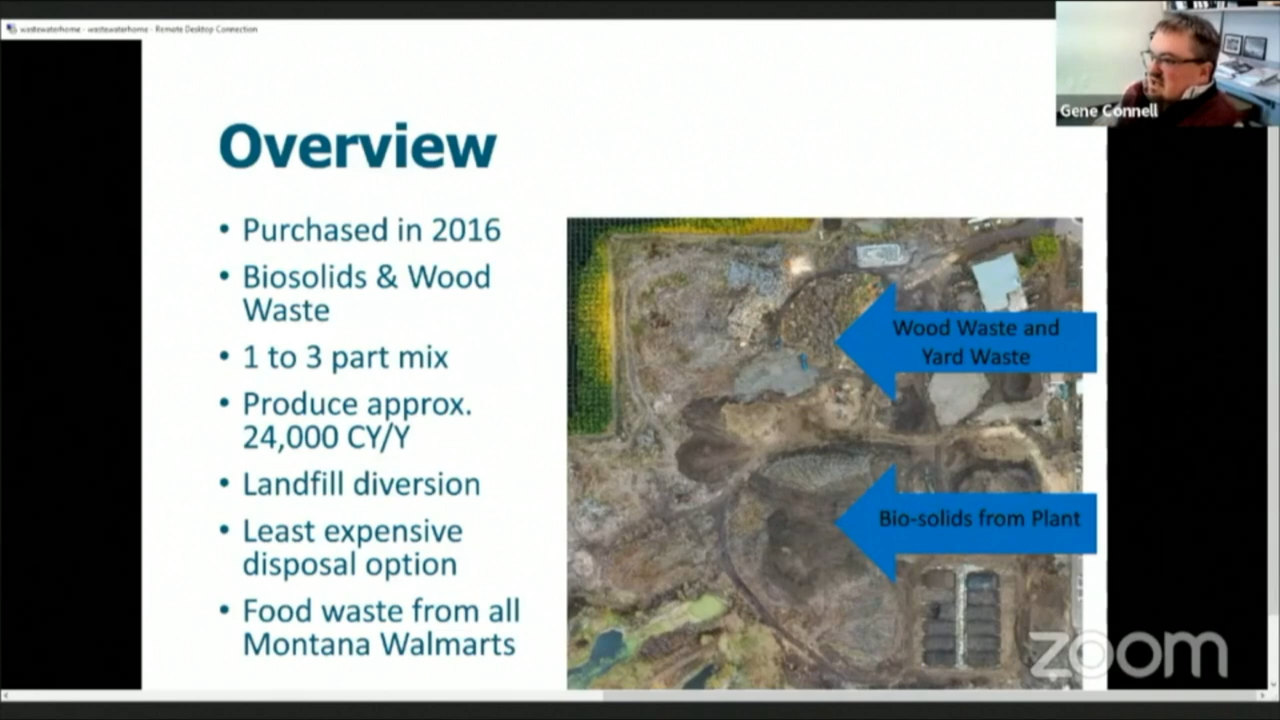 wastewaterhome - wastewaterhome - Remote Desktop Connection
Gene Connell
Overview
• Purchased in 2016
• Biosolids & Wood
Waste
• 1 to 3 part mix
• Produce approx.
24,000 CY/Y
• Landfill diversion
• Least expensive
disposal option
• Food waste from all
Montana Walmarts
Wood Waste and
Yard Waste
Bio-solids from Plant
zoom